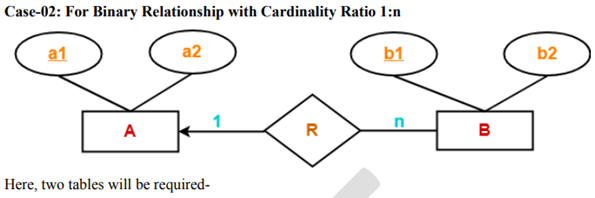 Case-02: For Binary Relationship with Cardinality Ratio 1:n
a1 a2 b1 b2
A 1 R n B
Here, two tables will be required-